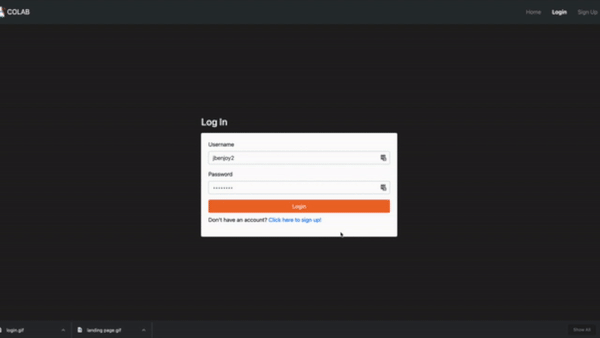 COLAB
Home Login Sign Up
Log In
Username
jbenjoy2
Password
••••••••
Login
Don't have an account? Click here to sign up!
login.gif landing page.gif Show All